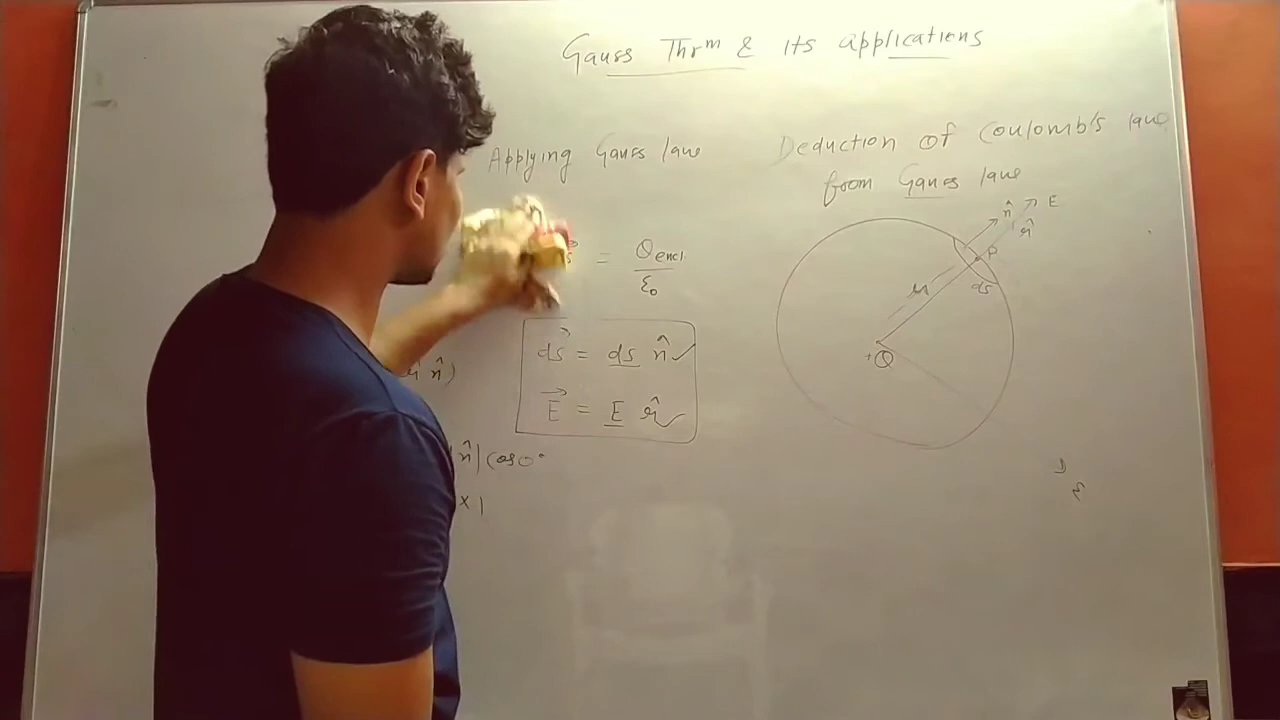 Gauss Thrm & its applications
Applying Gauss law
Deduction of Coulomb's law
from Gauss law
= Qencl / ε0
ds = ds n̂ ✓
E = E r̂ ✓
n̂)
n̂| cos 0°
× 1
n̂
E
r̂
P
ds
r
+Q